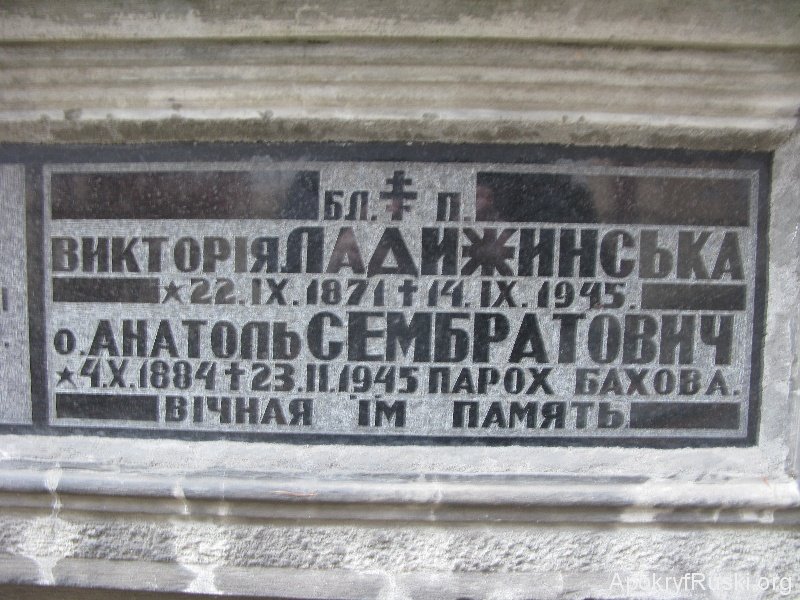 БЛ. ☦ П.
ВИКТОРІЯ ЛАДИЖИНСЬКА
★ 22. IX. 1871 † 14. IX. 1945.
о. АНАТОЛЬ СЕМБРАТОВИЧ
★ 4. X. 1884 † 23. II. 1945 ПАРОХ БАХОВА.
ВІЧНАЯ ЇМ ПАМЯТЬ
ApokryfRuski.org